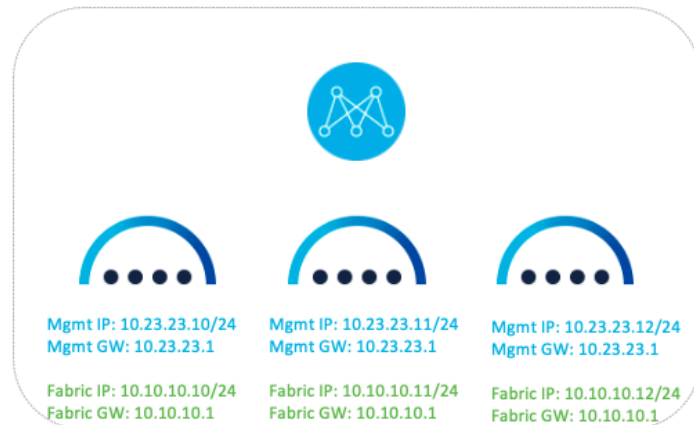 Mgmt IP: 10.23.23.10/24
Mgmt GW: 10.23.23.1
Fabric IP: 10.10.10.10/24
Fabric GW: 10.10.10.1
Mgmt IP: 10.23.23.11/24
Mgmt GW: 10.23.23.1
Fabric IP: 10.10.10.11/24
Fabric GW: 10.10.10.1
Mgmt IP: 10.23.23.12/24
Mgmt GW: 10.23.23.1
Fabric IP: 10.10.10.12/24
Fabric GW: 10.10.10.1